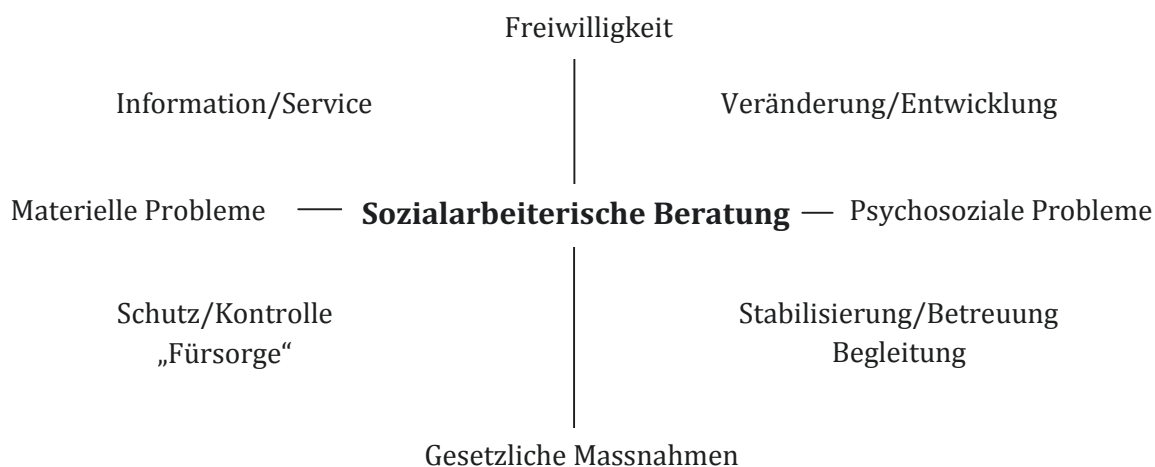 Freiwilligkeit
Information/Service
Veränderung/Entwicklung
Materielle Probleme
Sozialarbeiterische Beratung
Psychosoziale Probleme
Schutz/Kontrolle
„Fürsorge“
Stabilisierung/Betreuung
Begleitung
Gesetzliche Massnahmen